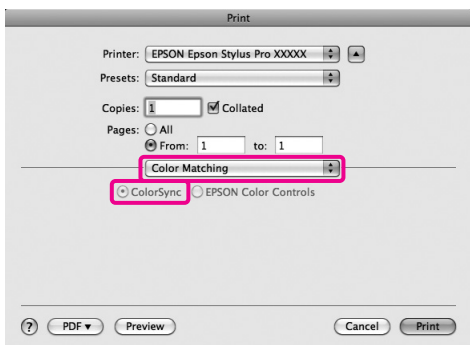 Print
Printer: EPSON Epson Stylus Pro XXXXX
Presets: Standard
Copies: 1 Collated
Pages: All
From: 1 to: 1
Color Matching
ColorSync EPSON Color Controls
? PDF▼ Preview Cancel Print